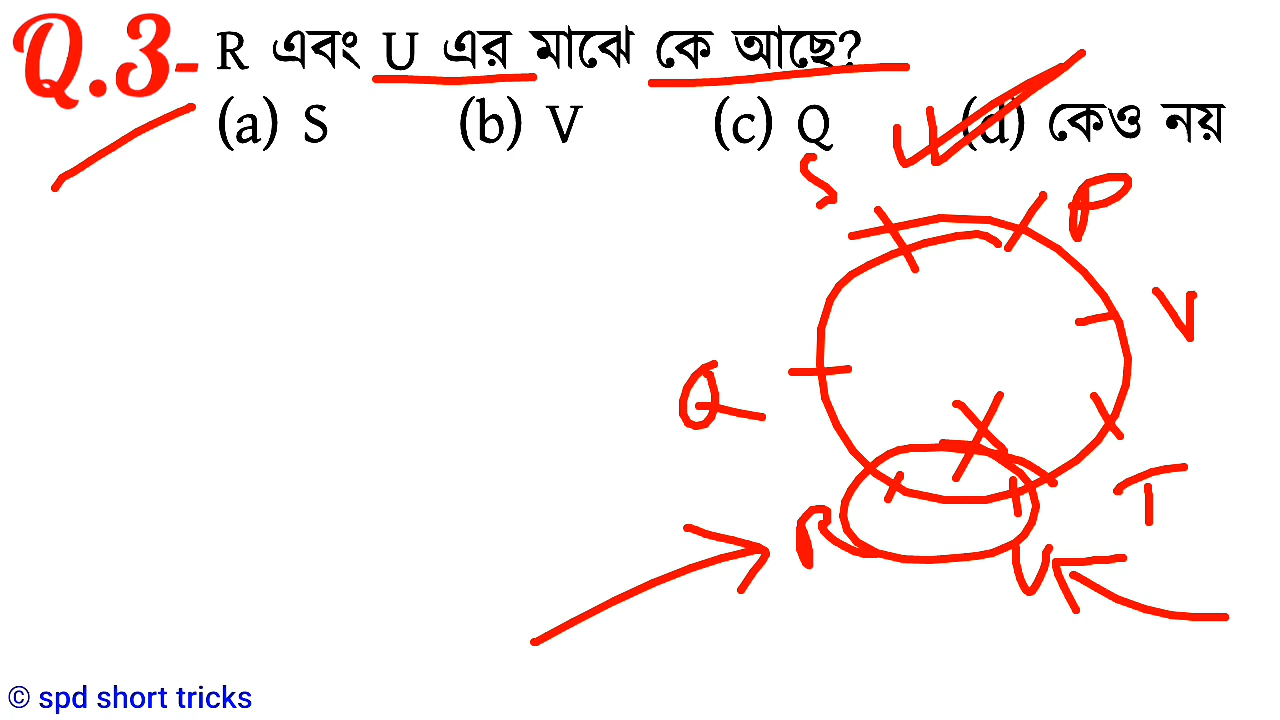 Q.3- R এবং U এর মাঝে কে আছে?
(a) S (b) V (c) Q (d) কেও নয়
S P
V
Q
T
R U
© spd short tricks